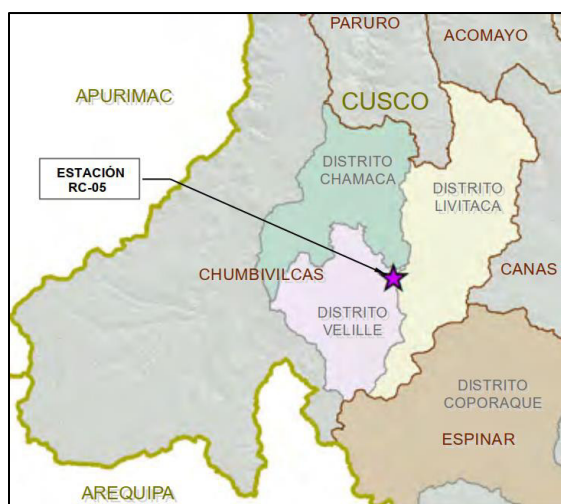 PARURO
ACOMAYO
APURIMAC
CUSCO
ESTACIÓN
RC-05
DISTRITO
CHAMACA
DISTRITO
LIVITACA
CHUMBIVILCAS
CANAS
DISTRITO
VELILLE
DISTRITO
COPORAQUE
ESPINAR
AREQUIPA